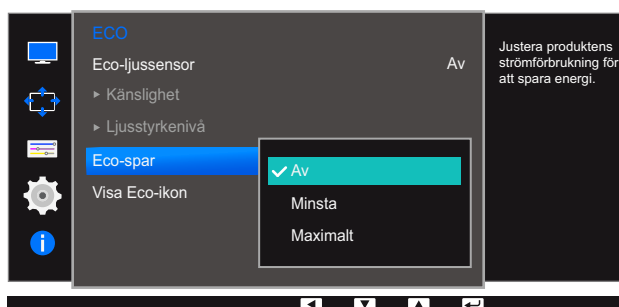 ECO
Eco-ljussensor Av
▸ Känslighet
▸ Ljusstyrkenivå
Eco-spar
Visa Eco-ikon
Av
Minsta
Maximalt
Justera produktens
strömförbrukning för
att spara energi.